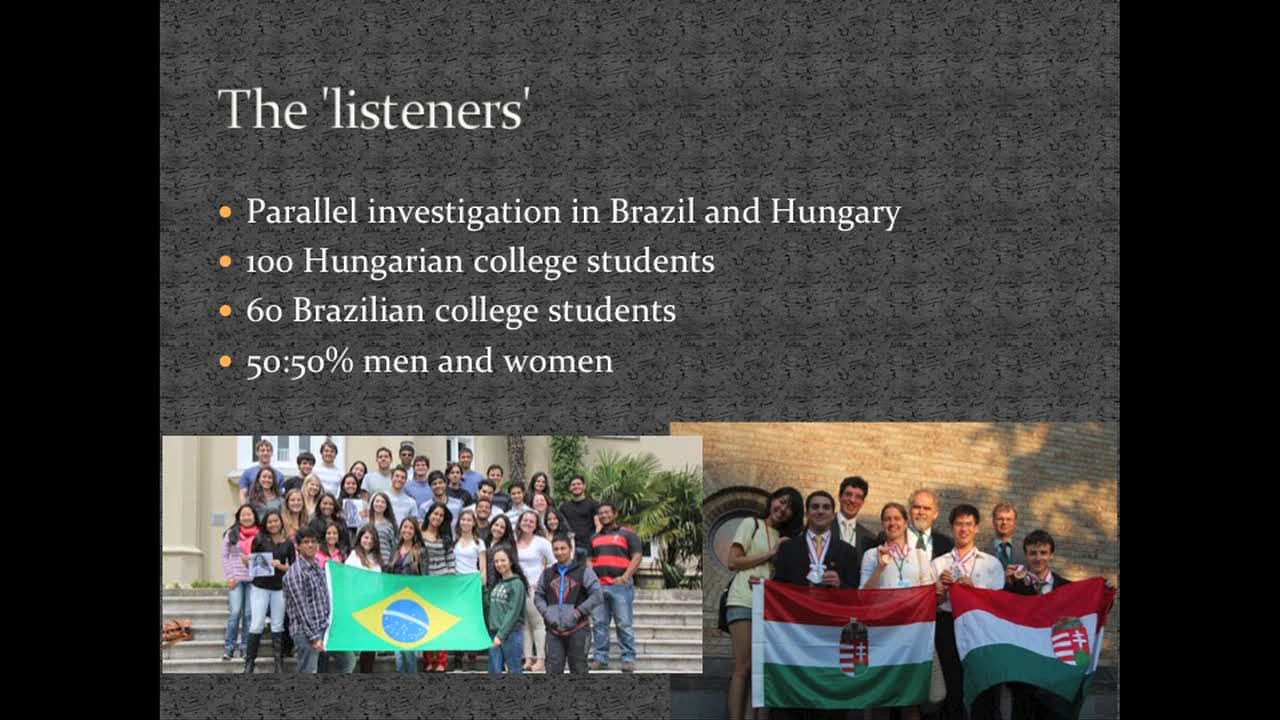 The 'listeners'
Parallel investigation in Brazil and Hungary
100 Hungarian college students
60 Brazilian college students
50:50% men and women